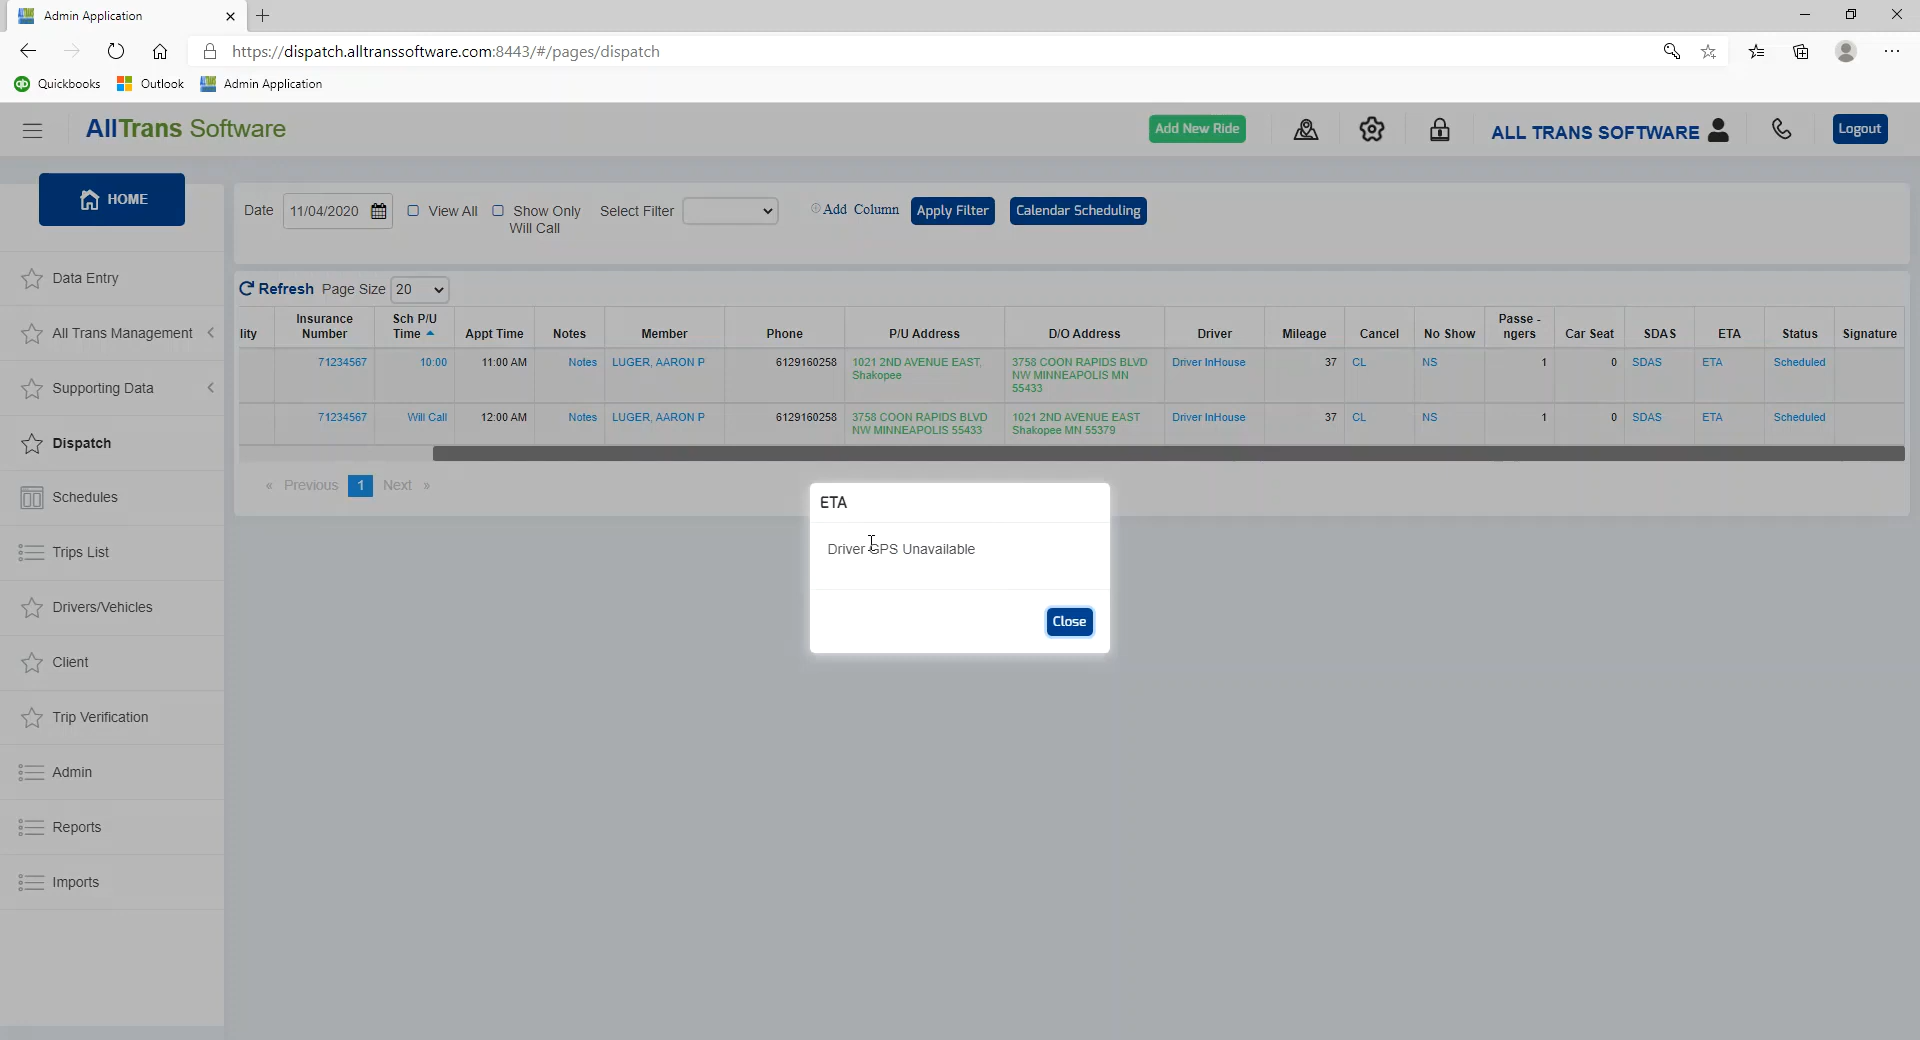 Admin Application
https://dispatch.alltranssoftware.com:8443/#/pages/dispatch
Quickbooks Outlook Admin Application
AllTrans Software Add New Ride ALL TRANS SOFTWARE Logout
HOME
Data Entry
All Trans Management
Supporting Data
Dispatch
Schedules
Trips List
Drivers/Vehicles
Client
Trip Verification
Admin
Reports
Imports
Date 11/04/2020 View All Show Only Select Filter Add Column Apply Filter Calendar Scheduling
Will Call
Refresh Page Size 20
lity Insurance Number Sch P/U Time Appt Time Notes Member Phone P/U Address D/O Address Driver Mileage Cancel No Show Passe - ngers Car Seat SDAS ETA Status Signature
71234567 10:00 11:00 AM Notes LUGER, AARON P 6129160258 1021 2ND AVENUE EAST, 3758 COON RAPIDS BLVD Driver InHouse 37 CL NS 1 0 SDAS ETA Scheduled
Shakopee NW MINNEAPOLIS MN
55433
71234567 Will Call 12:00 AM Notes LUGER, AARON P 6129160258 3758 COON RAPIDS BLVD 1021 2ND AVENUE EAST Driver InHouse 37 CL NS 1 0 SDAS ETA Scheduled
NW MINNEAPOLIS 55433 Shakopee MN 55379
« Previous 1 Next »
ETA
Driver GPS Unavailable
Close